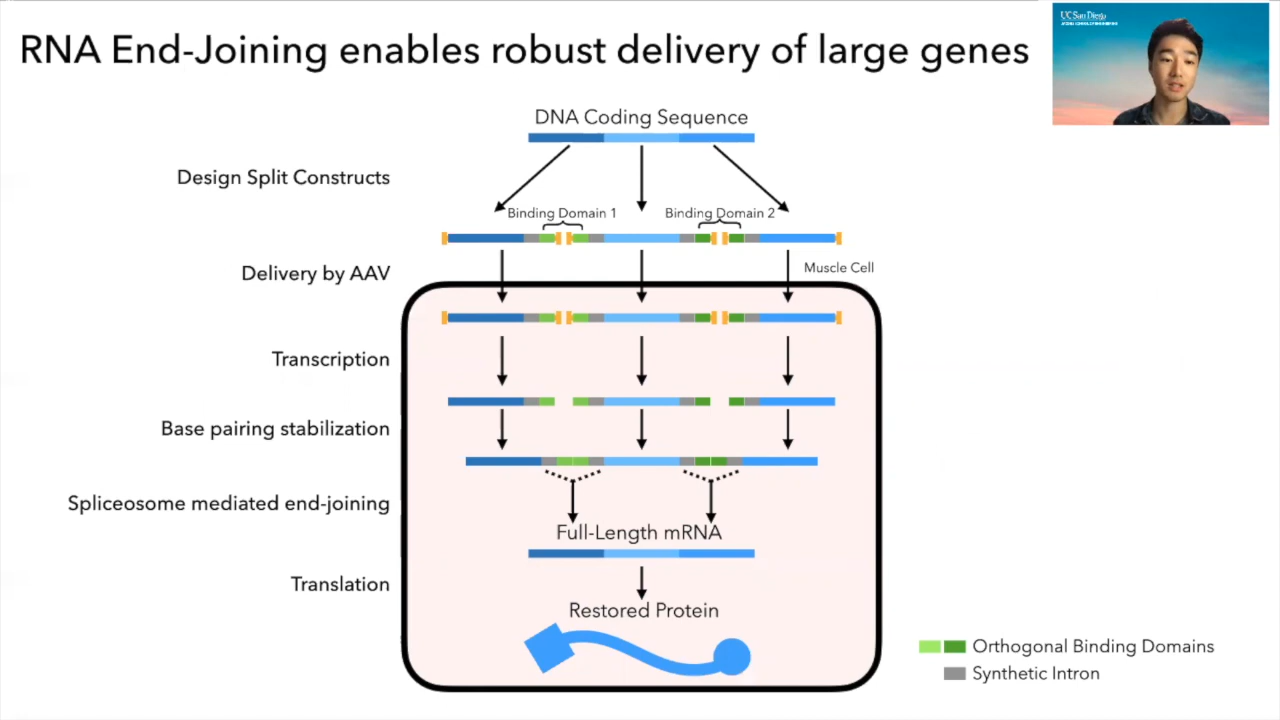 RNA End-Joining enables robust delivery of large genes
UC San Diego
DNA Coding Sequence
Design Split Constructs
Binding Domain 1
Binding Domain 2
Delivery by AAV
Muscle Cell
Transcription
Base pairing stabilization
Spliceosome mediated end-joining
Full-Length mRNA
Translation
Restored Protein
Orthogonal Binding Domains
Synthetic Intron